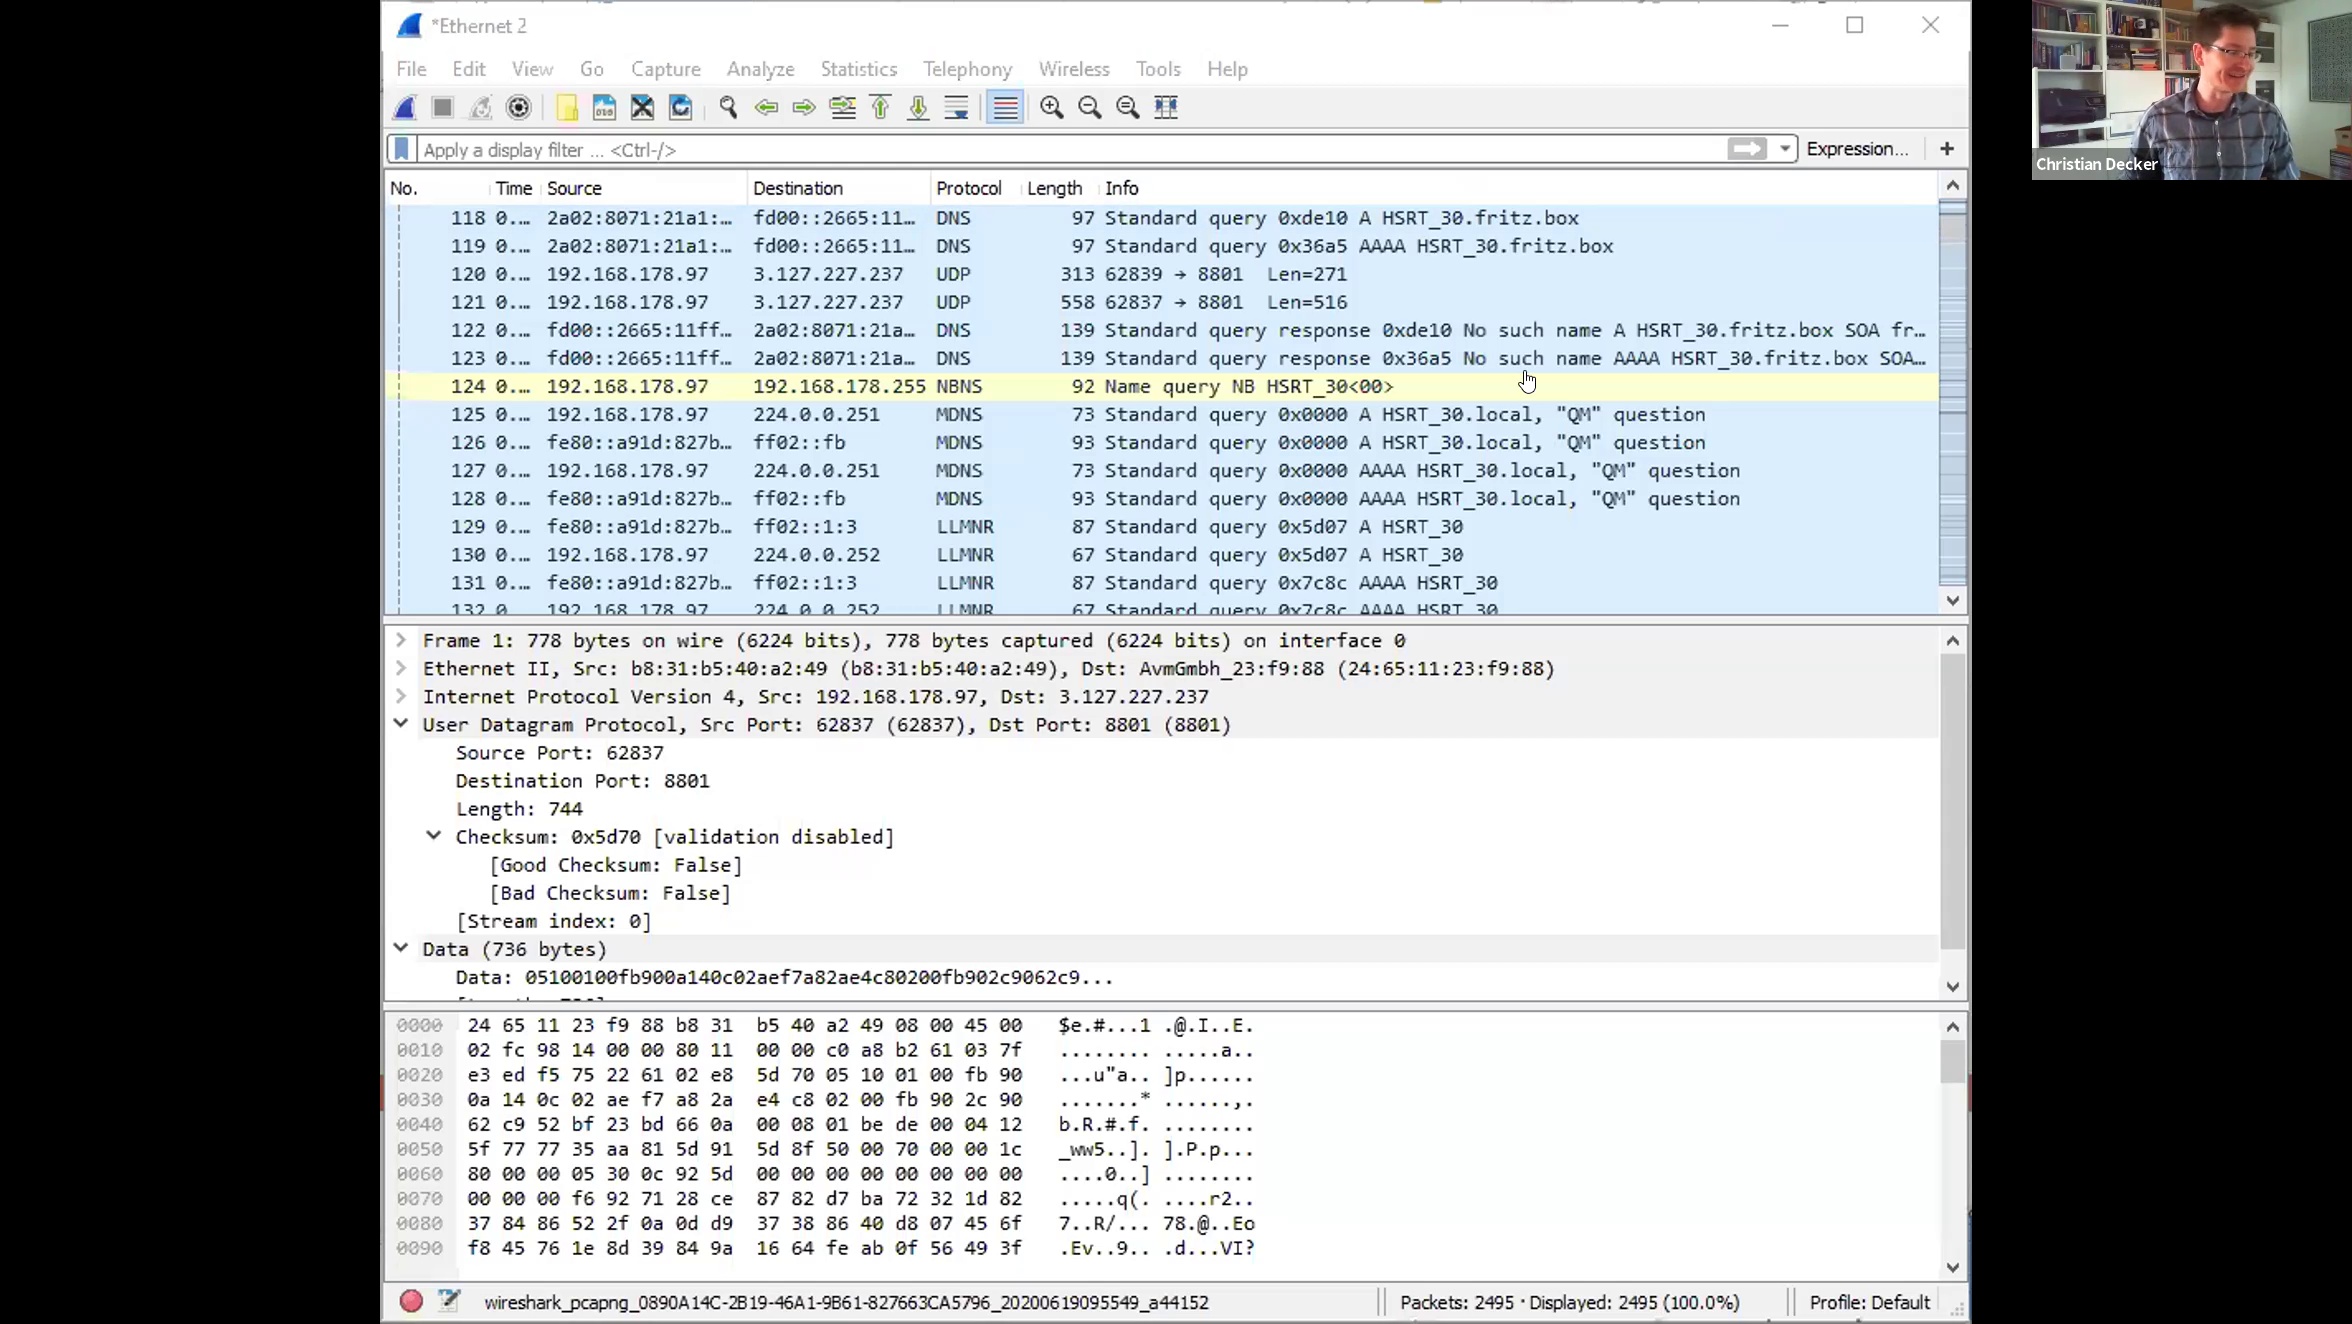 *Ethernet 2
File Edit View Go Capture Analyze Statistics Telephony Wireless Tools Help
Apply a display filter ... <Ctrl-/> Expression... +
No. Time Source Destination Protocol Length Info
118 0.… 2a02:8071:21a1:… fd00::2665:11… DNS 97 Standard query 0xde10 A HSRT_30.fritz.box
119 0.… 2a02:8071:21a1:… fd00::2665:11… DNS 97 Standard query 0x36a5 AAAA HSRT_30.fritz.box
120 0.… 192.168.178.97 3.127.227.237 UDP 313 62839 → 8801 Len=271
121 0.… 192.168.178.97 3.127.227.237 UDP 558 62837 → 8801 Len=516
122 0.… fd00::2665:11ff… 2a02:8071:21a… DNS 139 Standard query response 0xde10 No such name A HSRT_30.fritz.box SOA fr…
123 0.… fd00::2665:11ff… 2a02:8071:21a… DNS 139 Standard query response 0x36a5 No such name AAAA HSRT_30.fritz.box SOA…
124 0.… 192.168.178.97 192.168.178.255 NBNS 92 Name query NB HSRT_30<00>
125 0.… 192.168.178.97 224.0.0.251 MDNS 73 Standard query 0x0000 A HSRT_30.local, "QM" question
126 0.… fe80::a91d:827b… ff02::fb MDNS 93 Standard query 0x0000 A HSRT_30.local, "QM" question
127 0.… 192.168.178.97 224.0.0.251 MDNS 73 Standard query 0x0000 AAAA HSRT_30.local, "QM" question
128 0.… fe80::a91d:827b… ff02::fb MDNS 93 Standard query 0x0000 AAAA HSRT_30.local, "QM" question
129 0.… fe80::a91d:827b… ff02::1:3 LLMNR 87 Standard query 0x5d07 A HSRT_30
130 0.… 192.168.178.97 224.0.0.252 LLMNR 67 Standard query 0x5d07 A HSRT_30
131 0.… fe80::a91d:827b… ff02::1:3 LLMNR 87 Standard query 0x7c8c AAAA HSRT_30
132 0 192.168.178.97 224.0.0.252 LLMNR 67 Standard query 0x7c8c AAAA HSRT_30
Frame 1: 778 bytes on wire (6224 bits), 778 bytes captured (6224 bits) on interface 0
Ethernet II, Src: b8:31:b5:40:a2:49 (b8:31:b5:40:a2:49), Dst: AvmGmbh_23:f9:88 (24:65:11:23:f9:88)
Internet Protocol Version 4, Src: 192.168.178.97, Dst: 3.127.227.237
User Datagram Protocol, Src Port: 62837 (62837), Dst Port: 8801 (8801)
Source Port: 62837
Destination Port: 8801
Length: 744
Checksum: 0x5d70 [validation disabled]
[Good Checksum: False]
[Bad Checksum: False]
[Stream index: 0]
Data (736 bytes)
Data: 05100100fb900a140c02aef7a82ae4c80200fb902c9062c9...
0000 24 65 11 23 f9 88 b8 31 b5 40 a2 49 08 00 45 00 $e.#...1 .@.I..E.
0010 02 fc 98 14 00 00 80 11 00 00 c0 a8 b2 61 03 7f ........ .....a..
0020 e3 ed f5 75 22 61 02 e8 5d 70 05 10 01 00 fb 90 ...u"a.. ]p......
0030 0a 14 0c 02 ae f7 a8 2a e4 c8 02 00 fb 90 2c 90 .......* ......,.
0040 62 c9 52 bf 23 bd 66 0a 00 08 01 be de 00 04 12 b.R.#.f. ........
0050 5f 77 77 35 aa 81 5d 91 5d 8f 50 00 70 00 00 1c _ww5..]. ].P.p...
0060 80 00 00 05 30 0c 92 5d 00 00 00 00 00 00 00 00 ....0..] ........
0070 00 00 00 f6 92 71 28 ce 87 82 d7 ba 72 32 1d 82 .....q(. ....r2..
0080 37 84 86 52 2f 0a 0d d9 37 38 86 40 d8 07 45 6f 7..R/... 78.@..Eo
0090 f8 45 76 1e 8d 39 84 9a 16 64 fe ab 0f 56 49 3f .Ev..9.. .d...VI?
wireshark_pcapng_0890A14C-2B19-46A1-9B61-827663CA5796_20200619095549_a44152 Packets: 2495 · Displayed: 2495 (100.0%) Profile: Default
Christian Decker